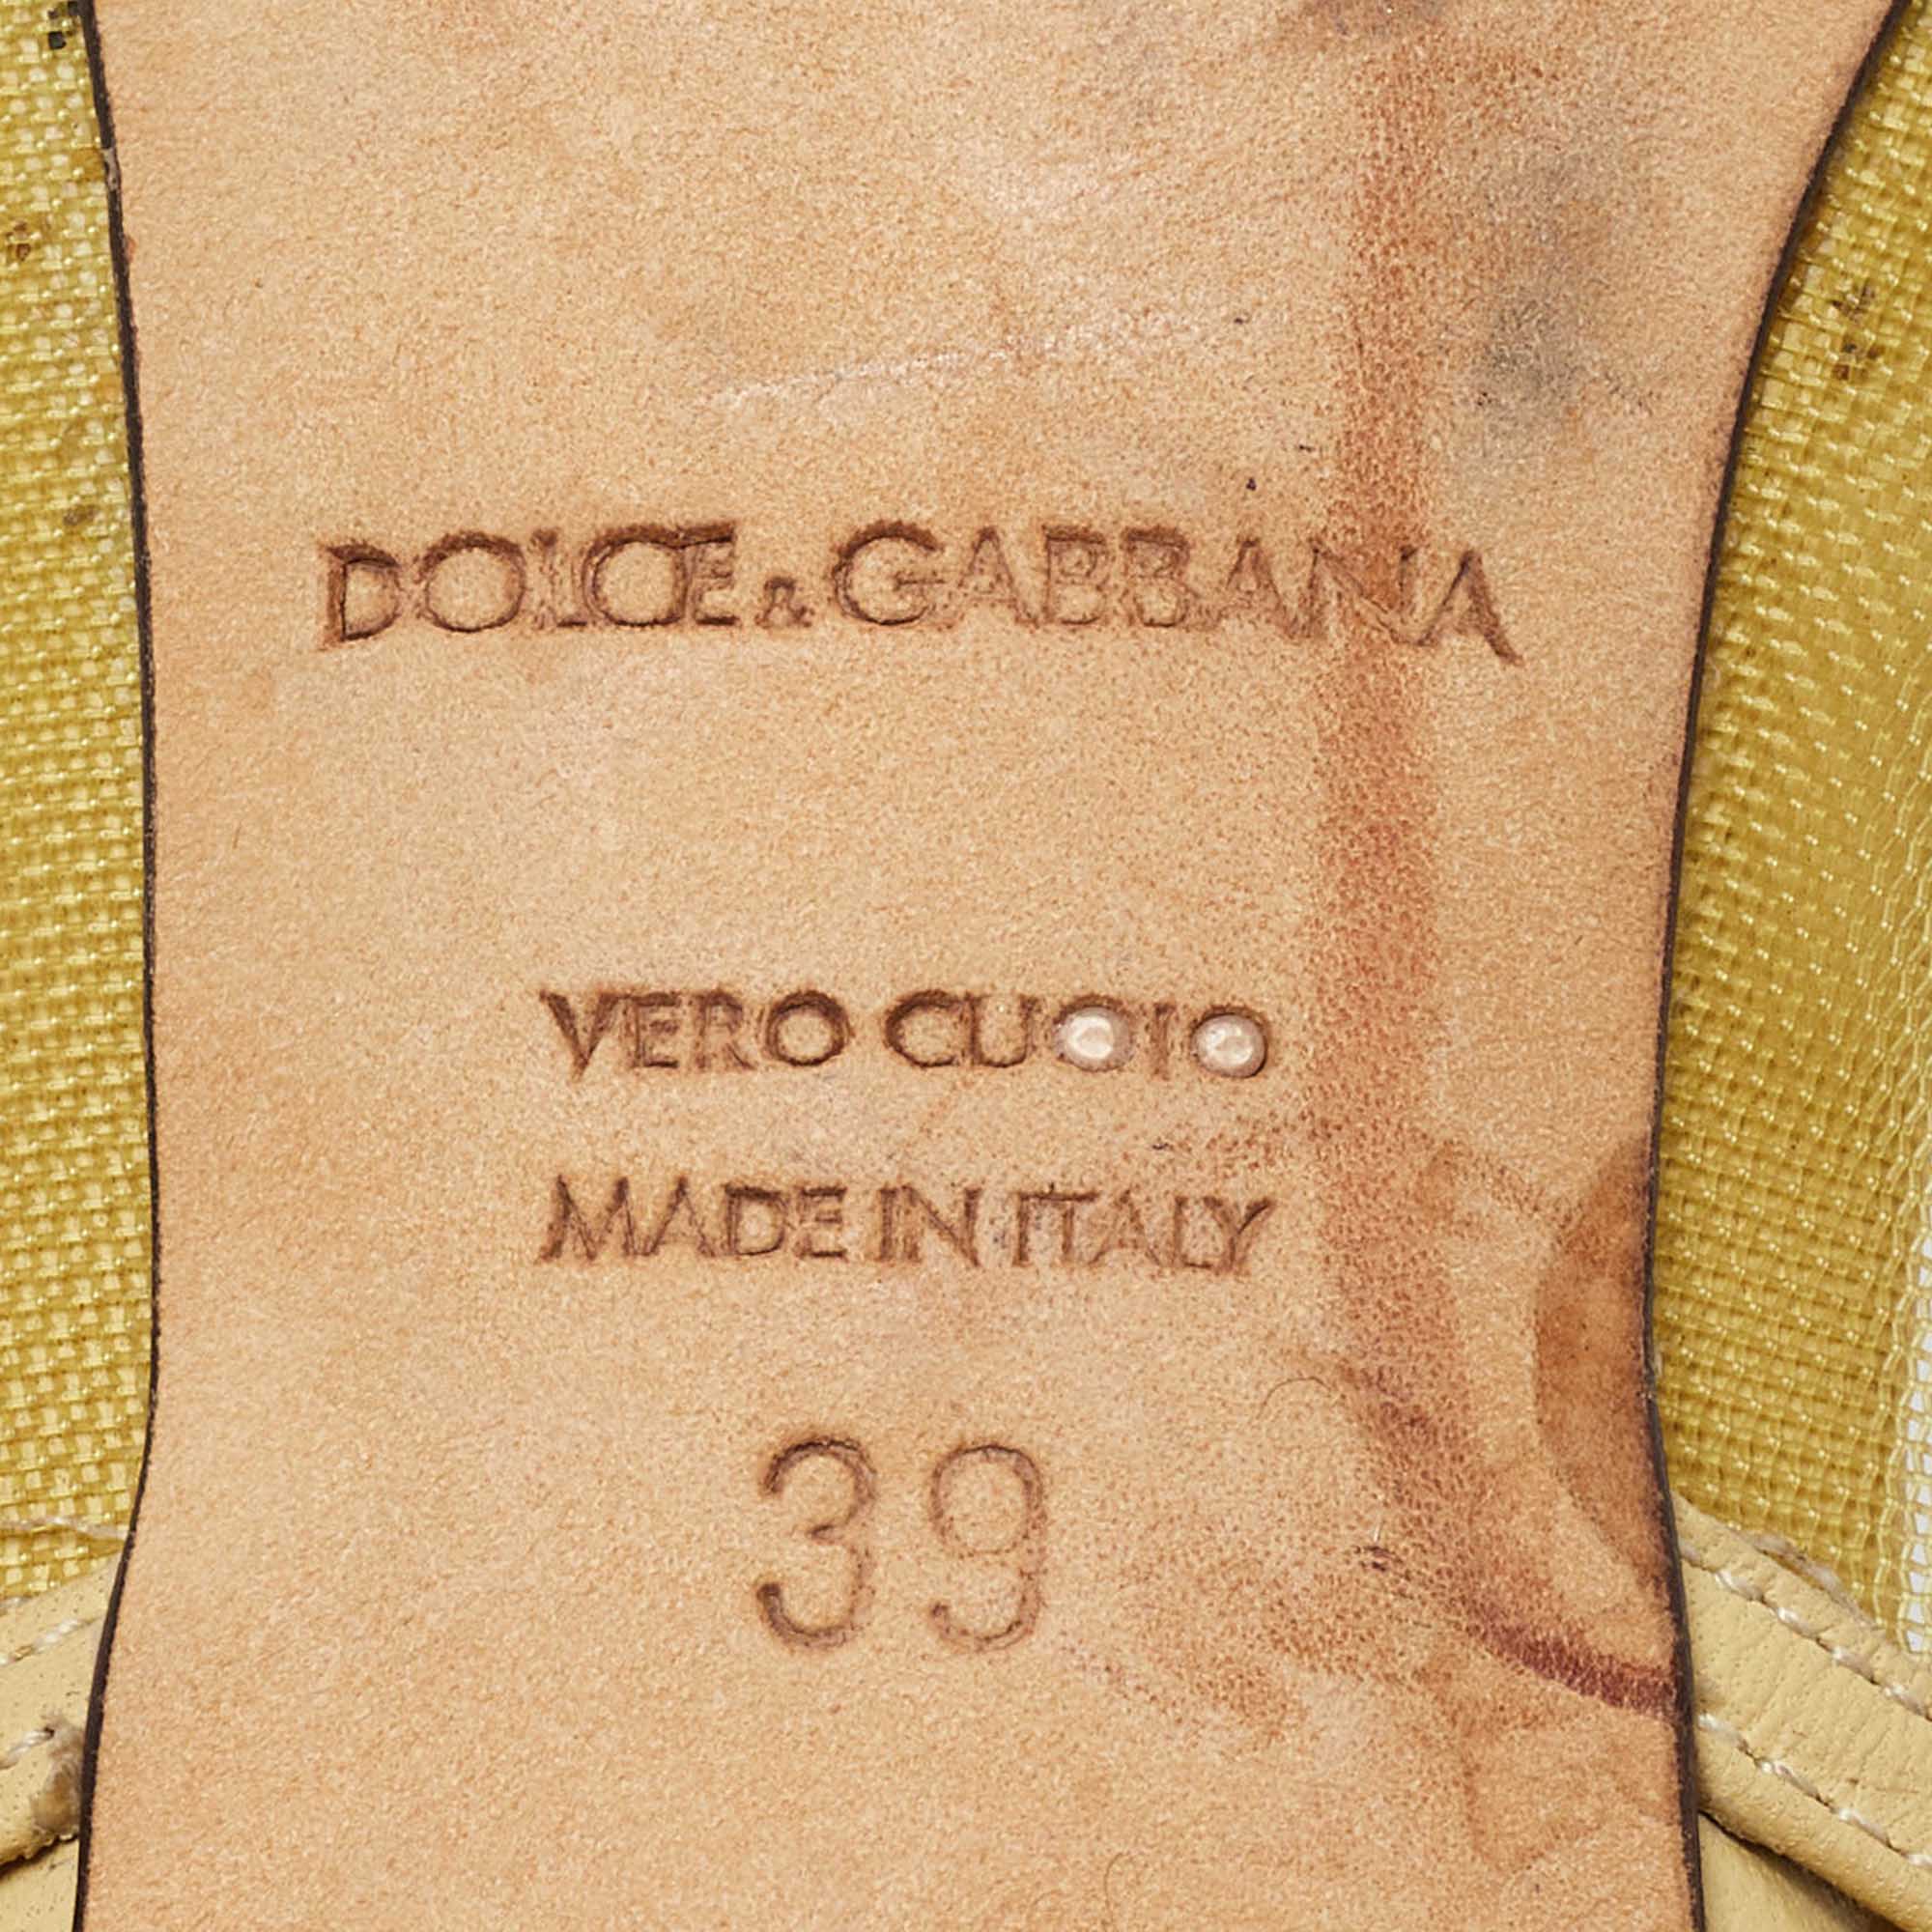 DOLCE & GABBANA
VERO CUOIO
MADE IN ITALY
39